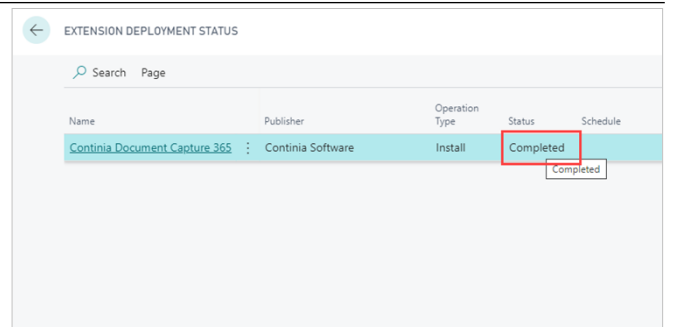 EXTENSION DEPLOYMENT STATUS
Search Page
Name Publisher Operation Type Status Schedule
Continia Document Capture 365 Continia Software Install Completed
Completed